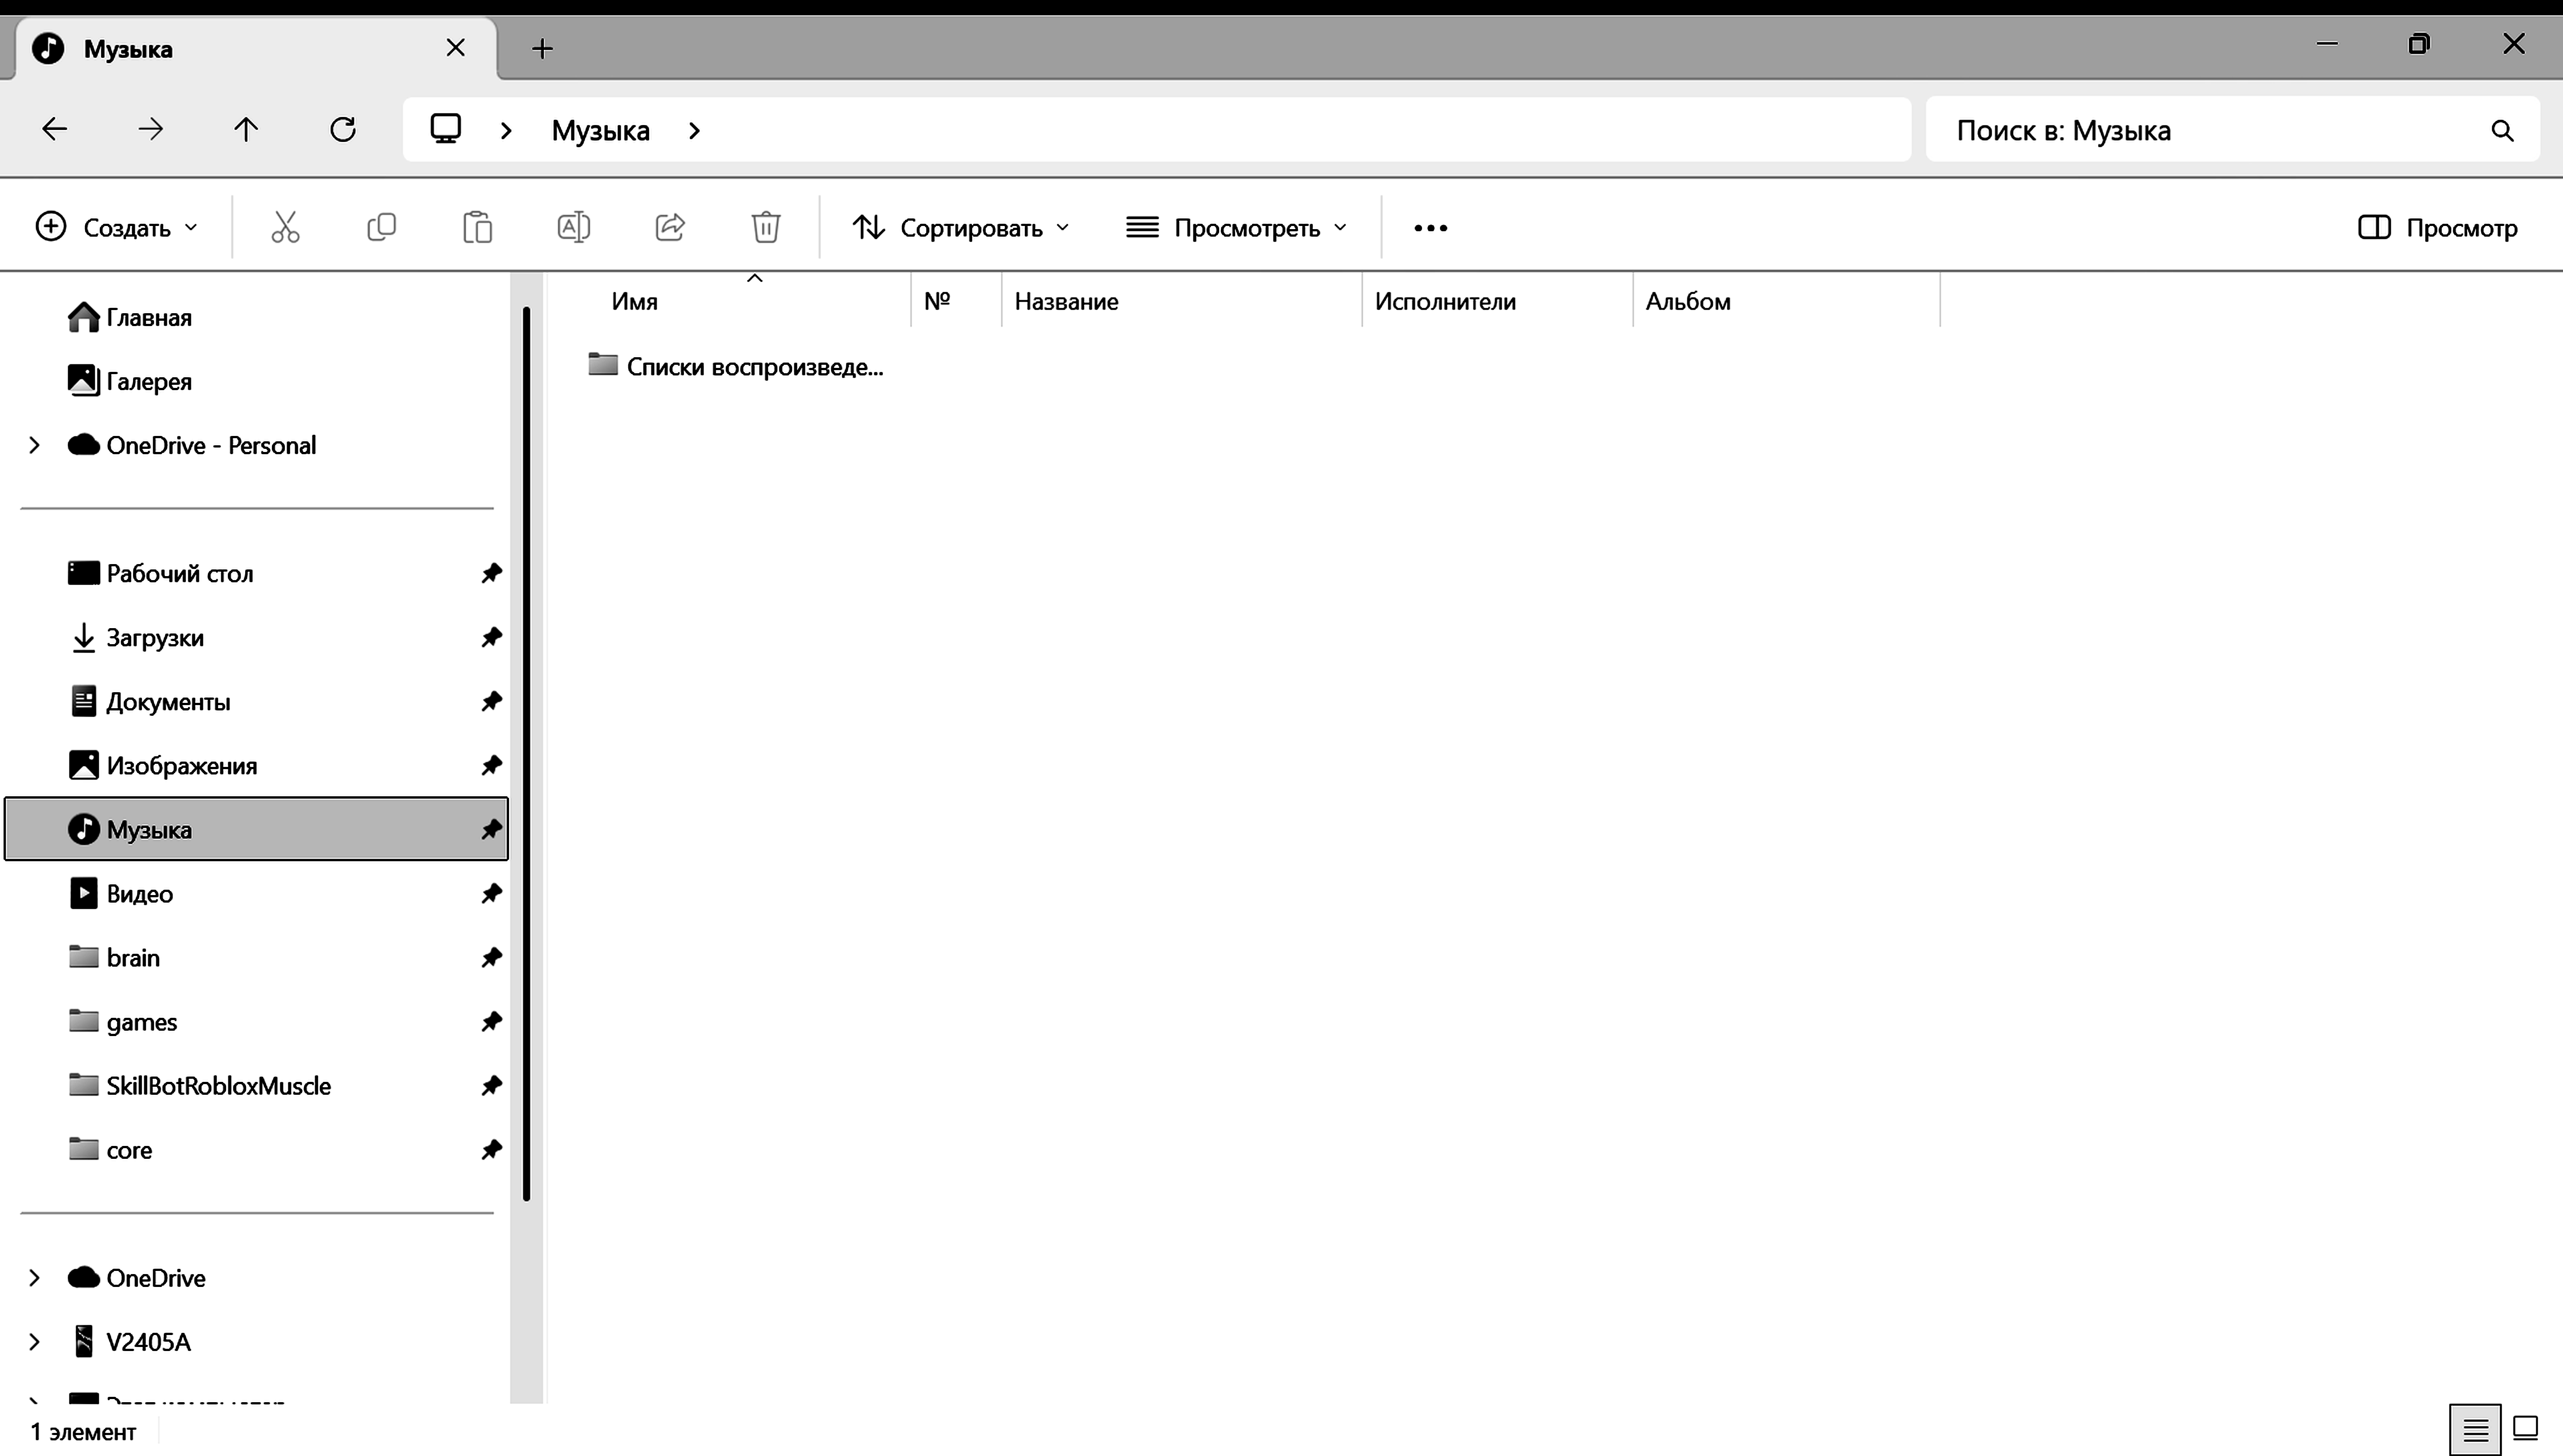 Музыка
Музыка
Поиск в: Музыка
Создать
Сортировать
Просмотреть
Просмотр
Имя
№
Название
Исполнители
Альбом
Списки воспроизведе...
Главная
Галерея
OneDrive - Personal
Рабочий стол
Загрузки
Документы
Изображения
Музыка
Видео
brain
games
SkillBotRobloxMuscle
core
OneDrive
V2405A
1 элемент